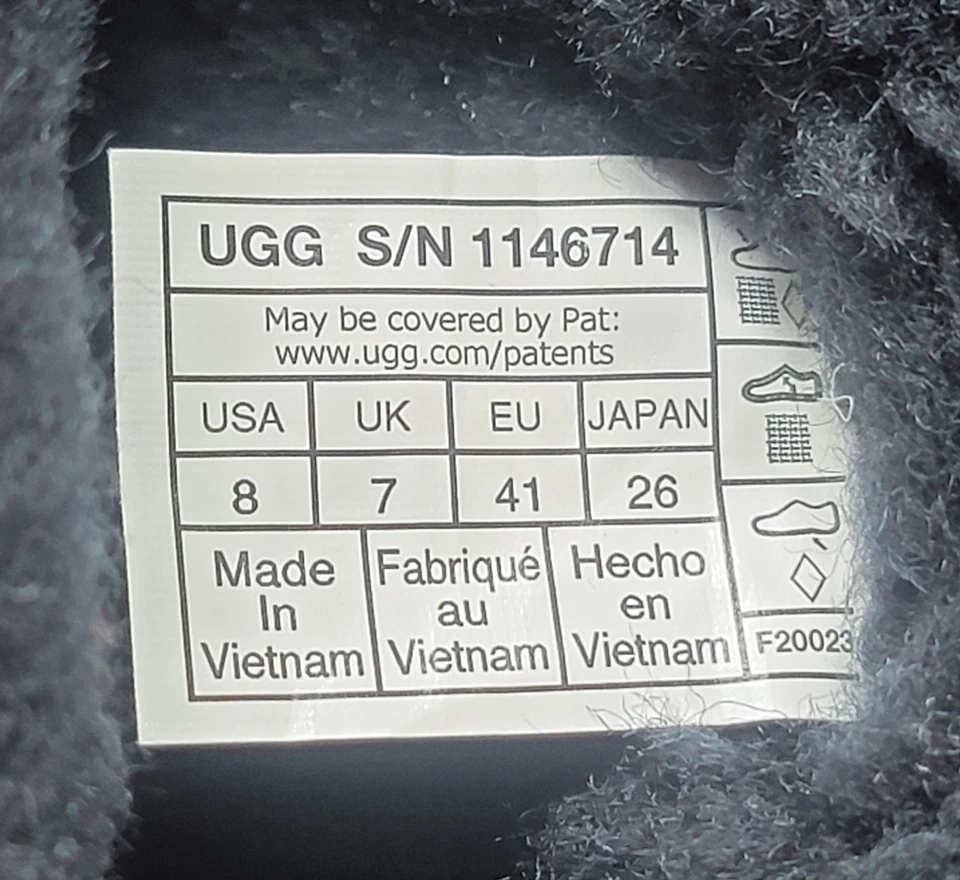 UGG S/N 1146714
May be covered by Pat:
www.ugg.com/patents
USA UK EU JAPAN
8 7 41 26
Made Fabriqué Hecho
In au en
Vietnam Vietnam Vietnam
F20023